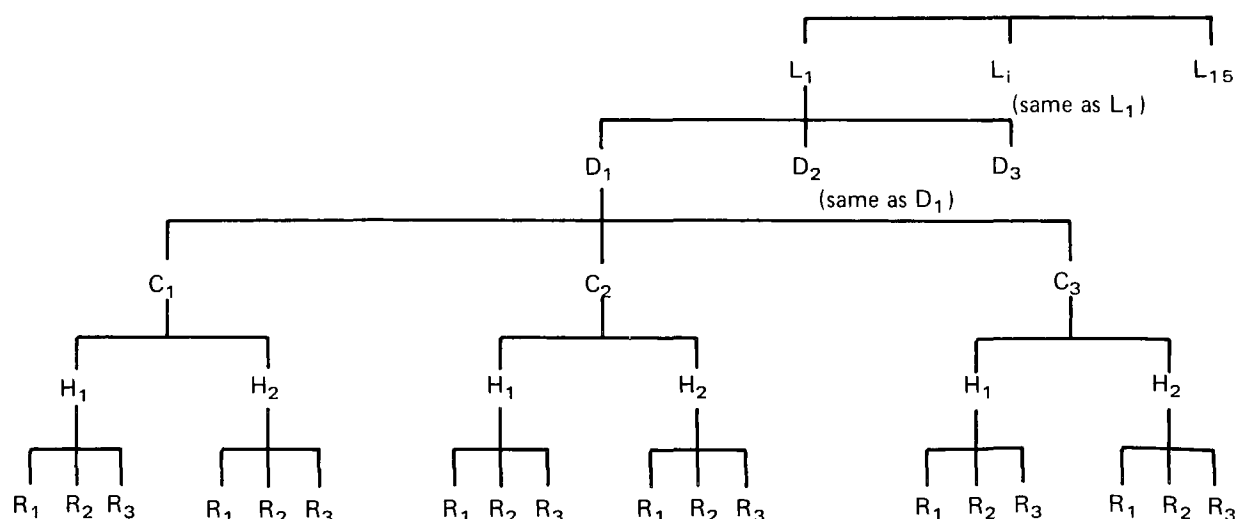 L₁ Lᵢ L₁₅
(same as L₁)
D₁ D₂ D₃
(same as D₁)
C₁ C₂ C₃
H₁ H₂ H₁ H₂ H₁ H₂
R₁ R₂ R₃ R₁ R₂ R₃ R₁ R₂ R₃ R₁ R₂ R₃ R₁ R₂ R₃ R₁ R₂ R₃